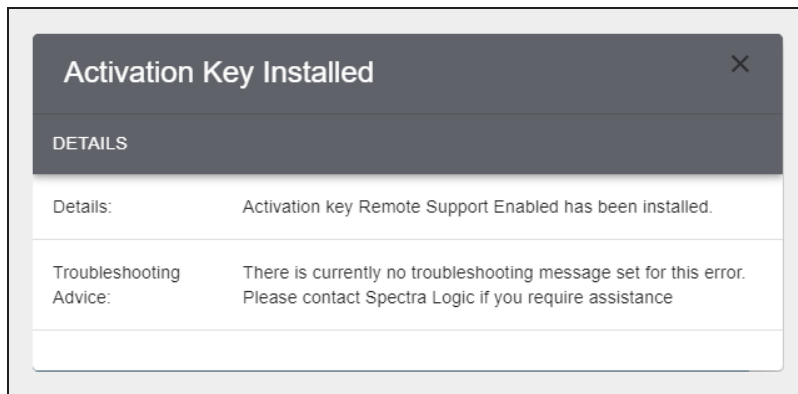 Activation Key Installed
DETAILS
Details: Activation key Remote Support Enabled has been installed.
Troubleshooting Advice: There is currently no troubleshooting message set for this error.
Please contact Spectra Logic if you require assistance